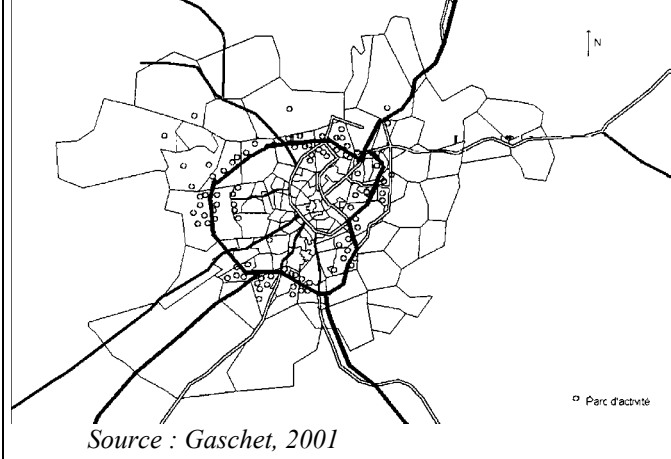 N
Parc d'activité
Source : Gaschet, 2001